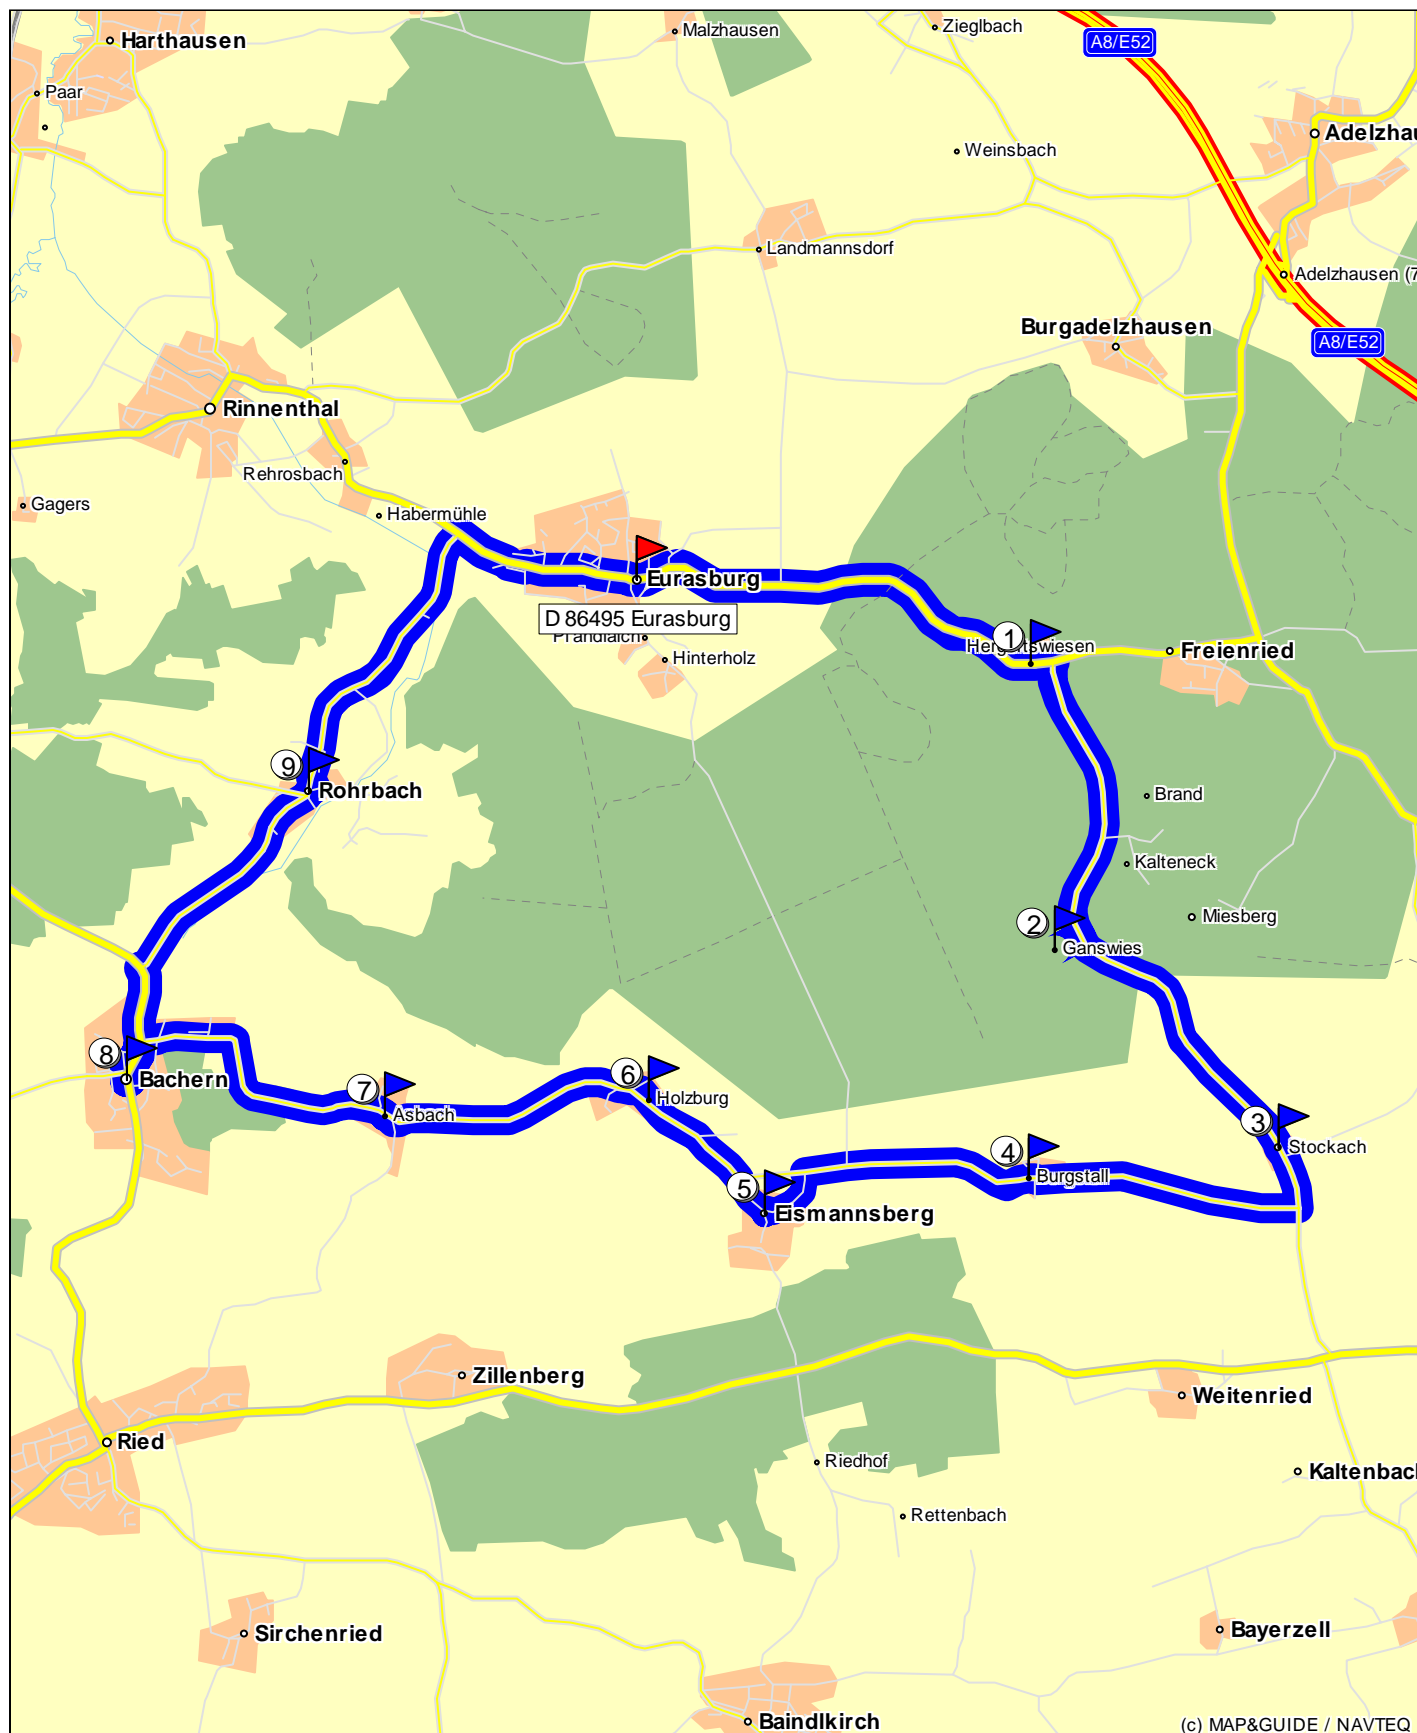 Malzhausen
Zieglbach
Harthausen
A8/E52
Paar
Adelzhau
Weinsbach
Landmannsdorf
Adelzhausen (7
Burgadelzhausen
A8/E52
Rinnenthal
Rehrosbach
Gagers
Habermühle
Eurasburg
D 86495 Eurasburg
Hinterholz
1
Freienried
9
Rohrbach
Brand
Kalteneck
2
Miesberg
Ganswies
8
Bachern
7
Asbach
6
Holzburg
3
Stockach
4
Burgstall
5
Eismannsberg
Zillenberg
Weitenried
Ried
Riedhof
Kaltenbach
Rettenbach
Sirchenried
Bayerzell
Baindlkirch
(c) MAP&GUIDE / NAVTEQ